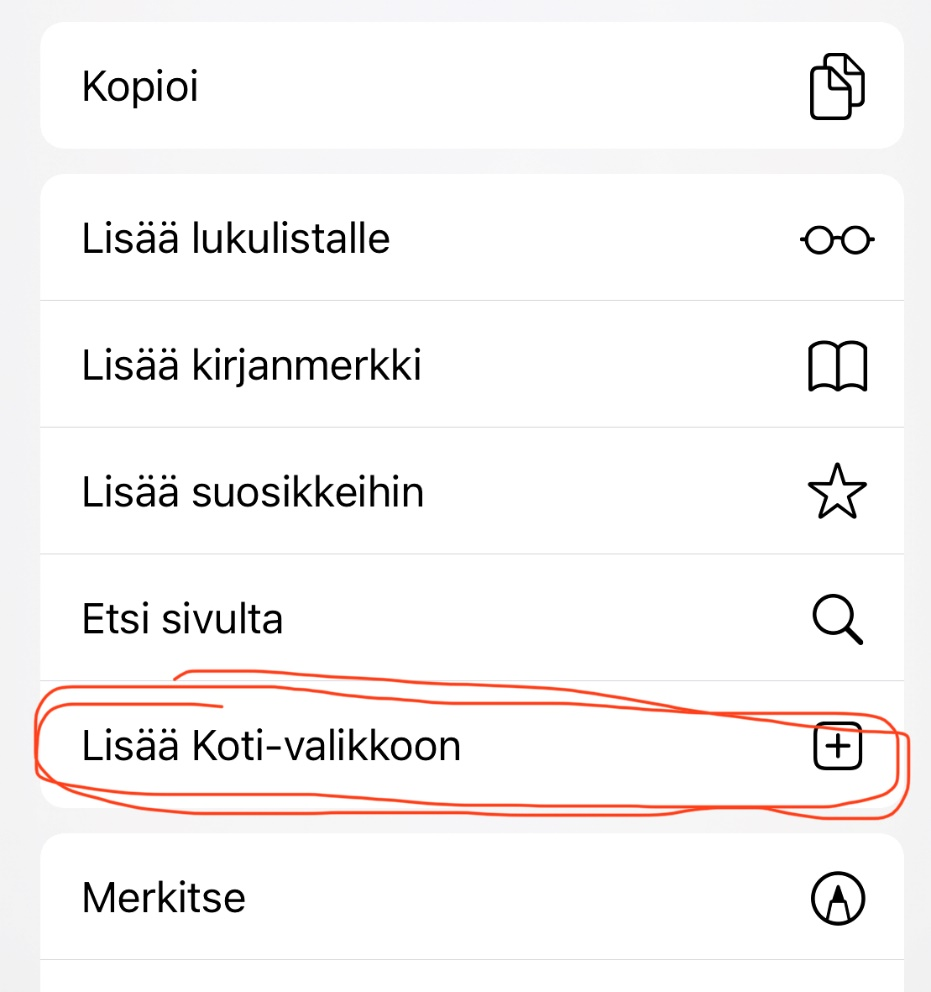 Kopioi
Lisää lukulistalle
Lisää kirjanmerkki
Lisää suosikkeihin
Etsi sivulta
Lisää Koti-valikkoon
Merkitse